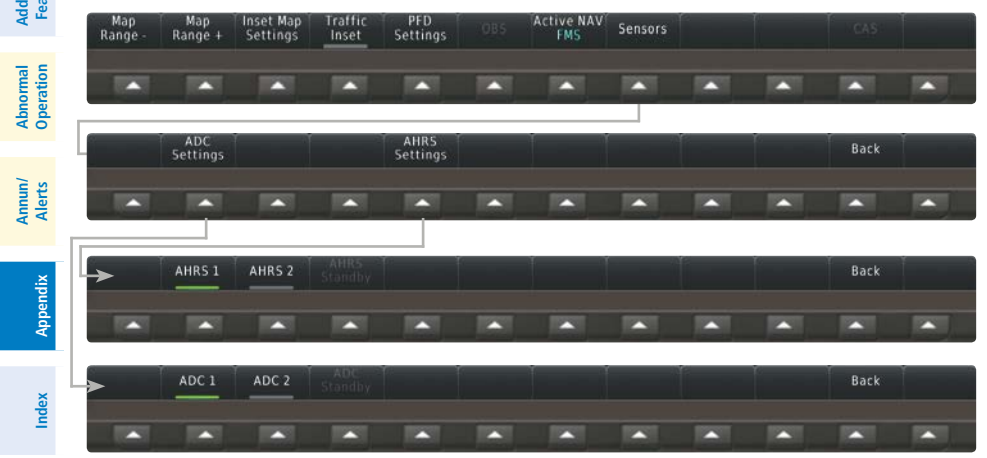 Add
Fea
Abnormal
Operation
Annun/
Alerts
Appendix
Index
Map
Range -
Map
Range +
Inset Map
Settings
Traffic
Inset
PFD
Settings
OBS
Active NAV
FMS
Sensors
CAS
ADC
Settings
AHRS
Settings
Back
AHRS 1
AHRS 2
AHRS
Standby
Back
ADC 1
ADC 2
ADC
Standby
Back